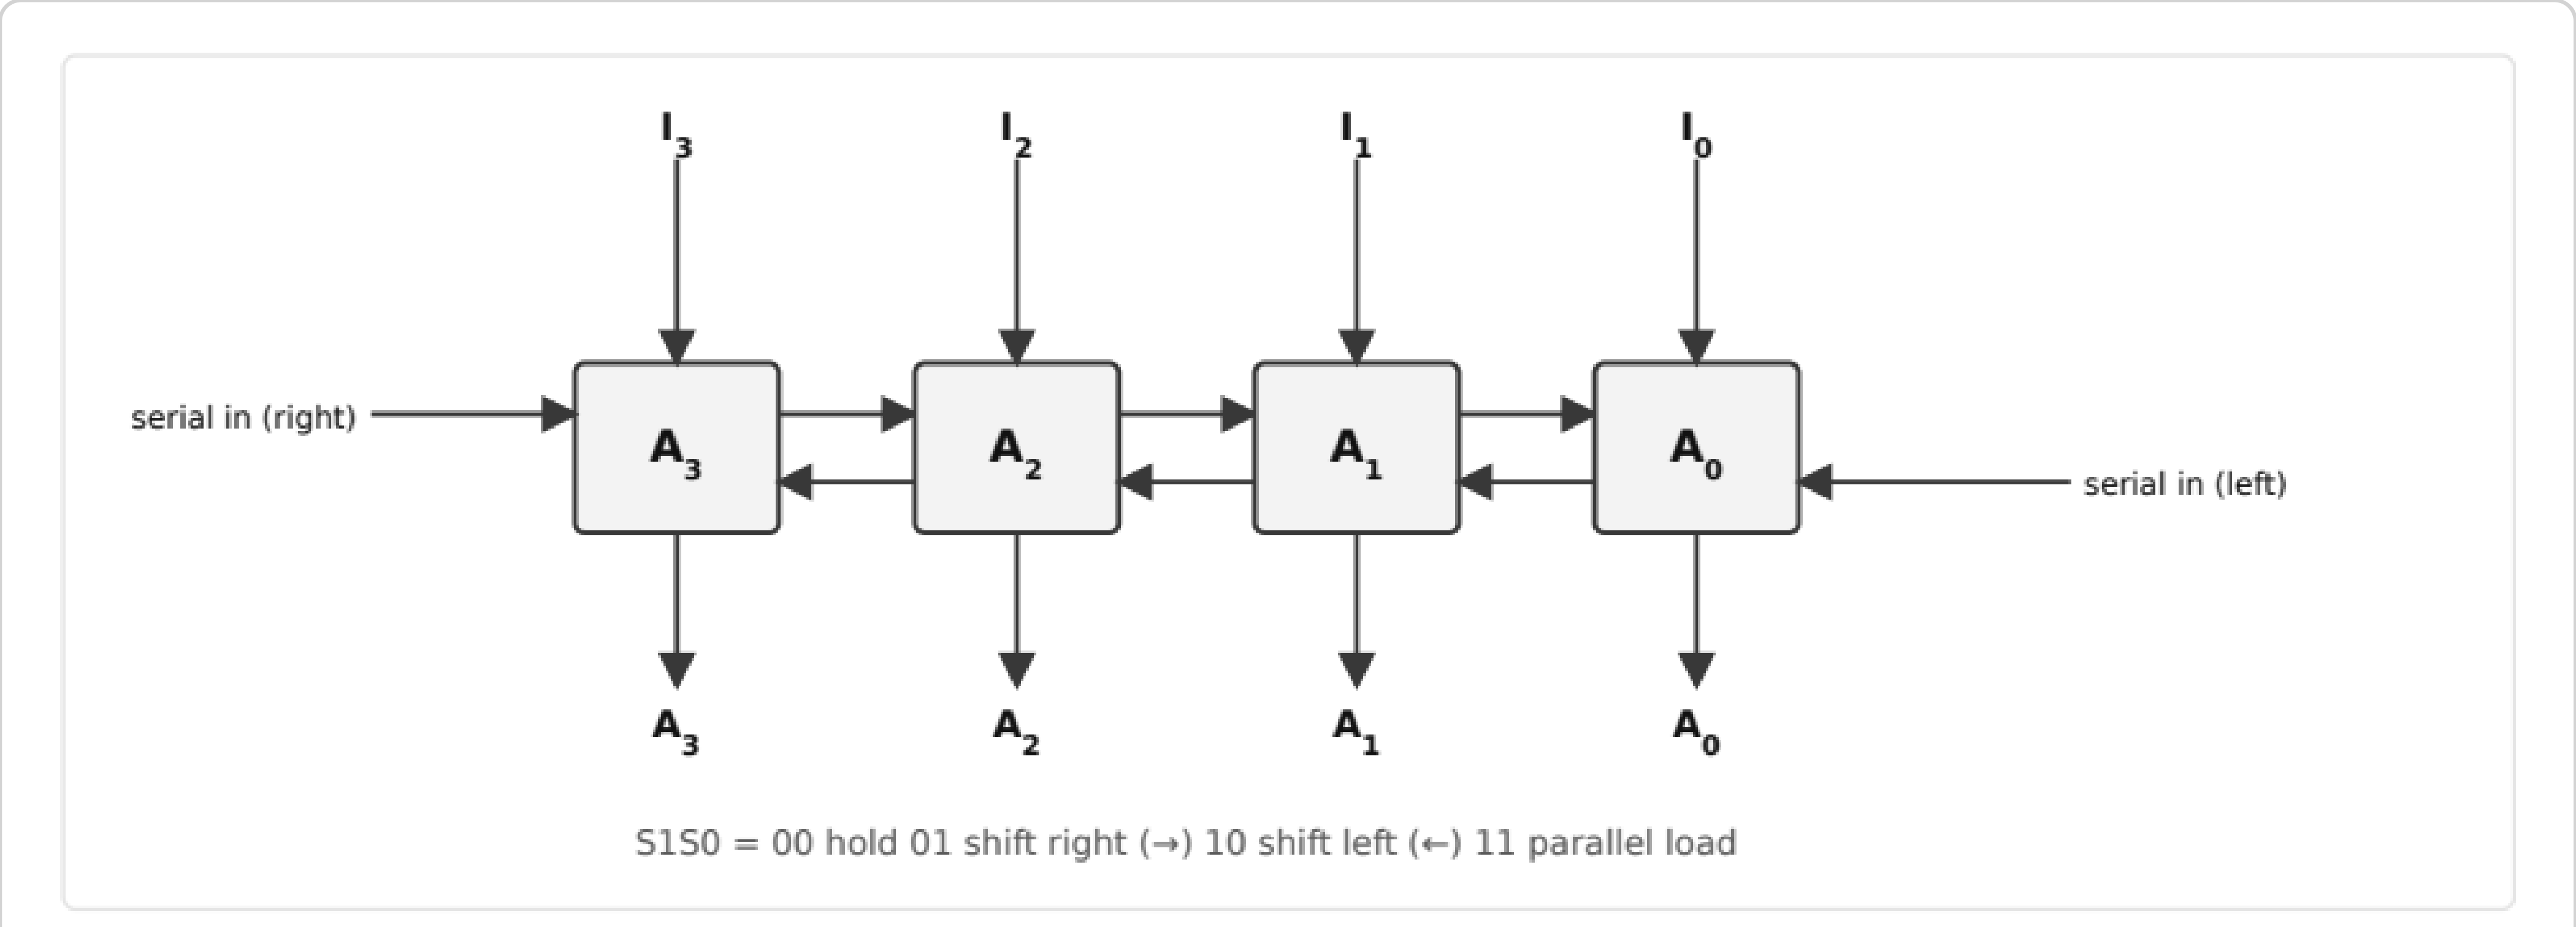 I3 I2 I1 I0
serial in (right) A3 A2 A1 A0 serial in (left)
A3 A2 A1 A0
S1S0 = 00 hold 01 shift right (→) 10 shift left (←) 11 parallel load